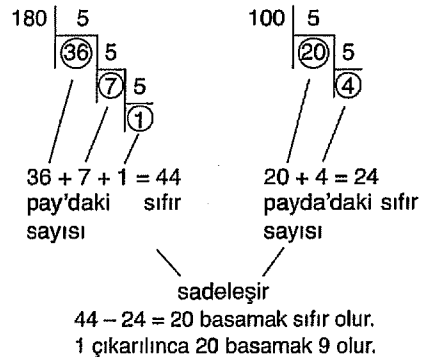 180 5 100 5
36 5 20 5
7 5 4
1
36 + 7 + 1 = 44 20 + 4 = 24
pay'daki sıfır payda'daki sıfır
sayısı sayısı
sadeleşir
44 – 24 = 20 basamak sıfır olur.
1 çıkarılınca 20 basamak 9 olur.